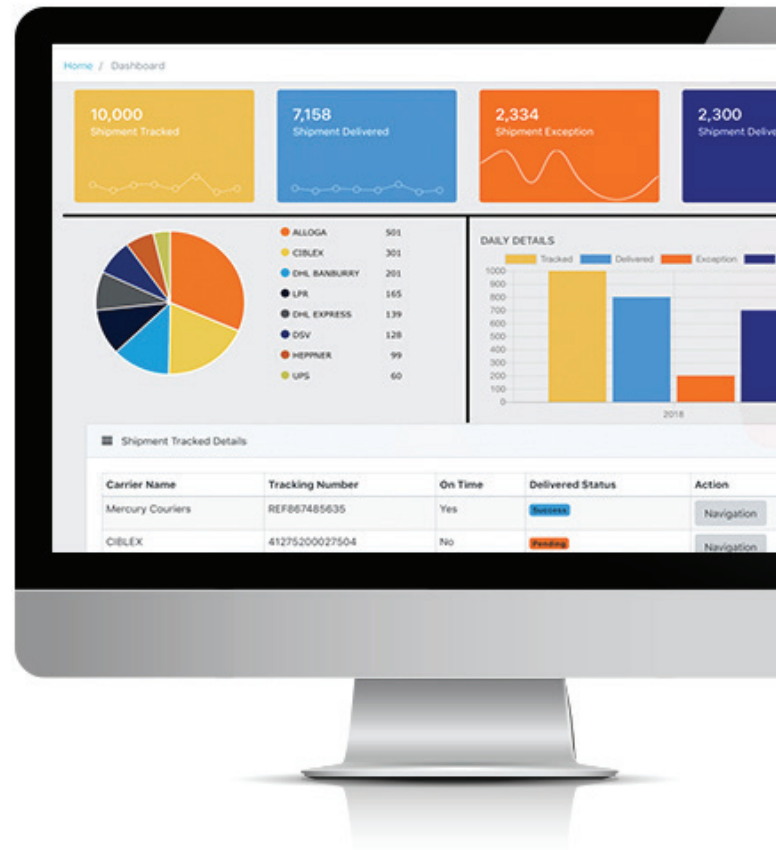 Home / Dashboard
10,000
Shipment Tracked
7,158
Shipment Delivered
2,334
Shipment Exception
2,300
Shipment Delive
ALLOGA 501
CIBLEX 301
DHL BANBURRY 201
LPR 165
DHL EXPRESS 139
DSV 128
HEPPNER 99
UPS 60
DAILY DETAILS
Tracked Delivered Exception
1000
900
800
700
600
500
400
300
200
100
0
2018
Shipment Tracked Details
Carrier Name Tracking Number On Time Delivered Status Action
Mercury Couriers REF867485635 Yes Success Navigation
CIBLEX 41275200027504 No Pending Navigation